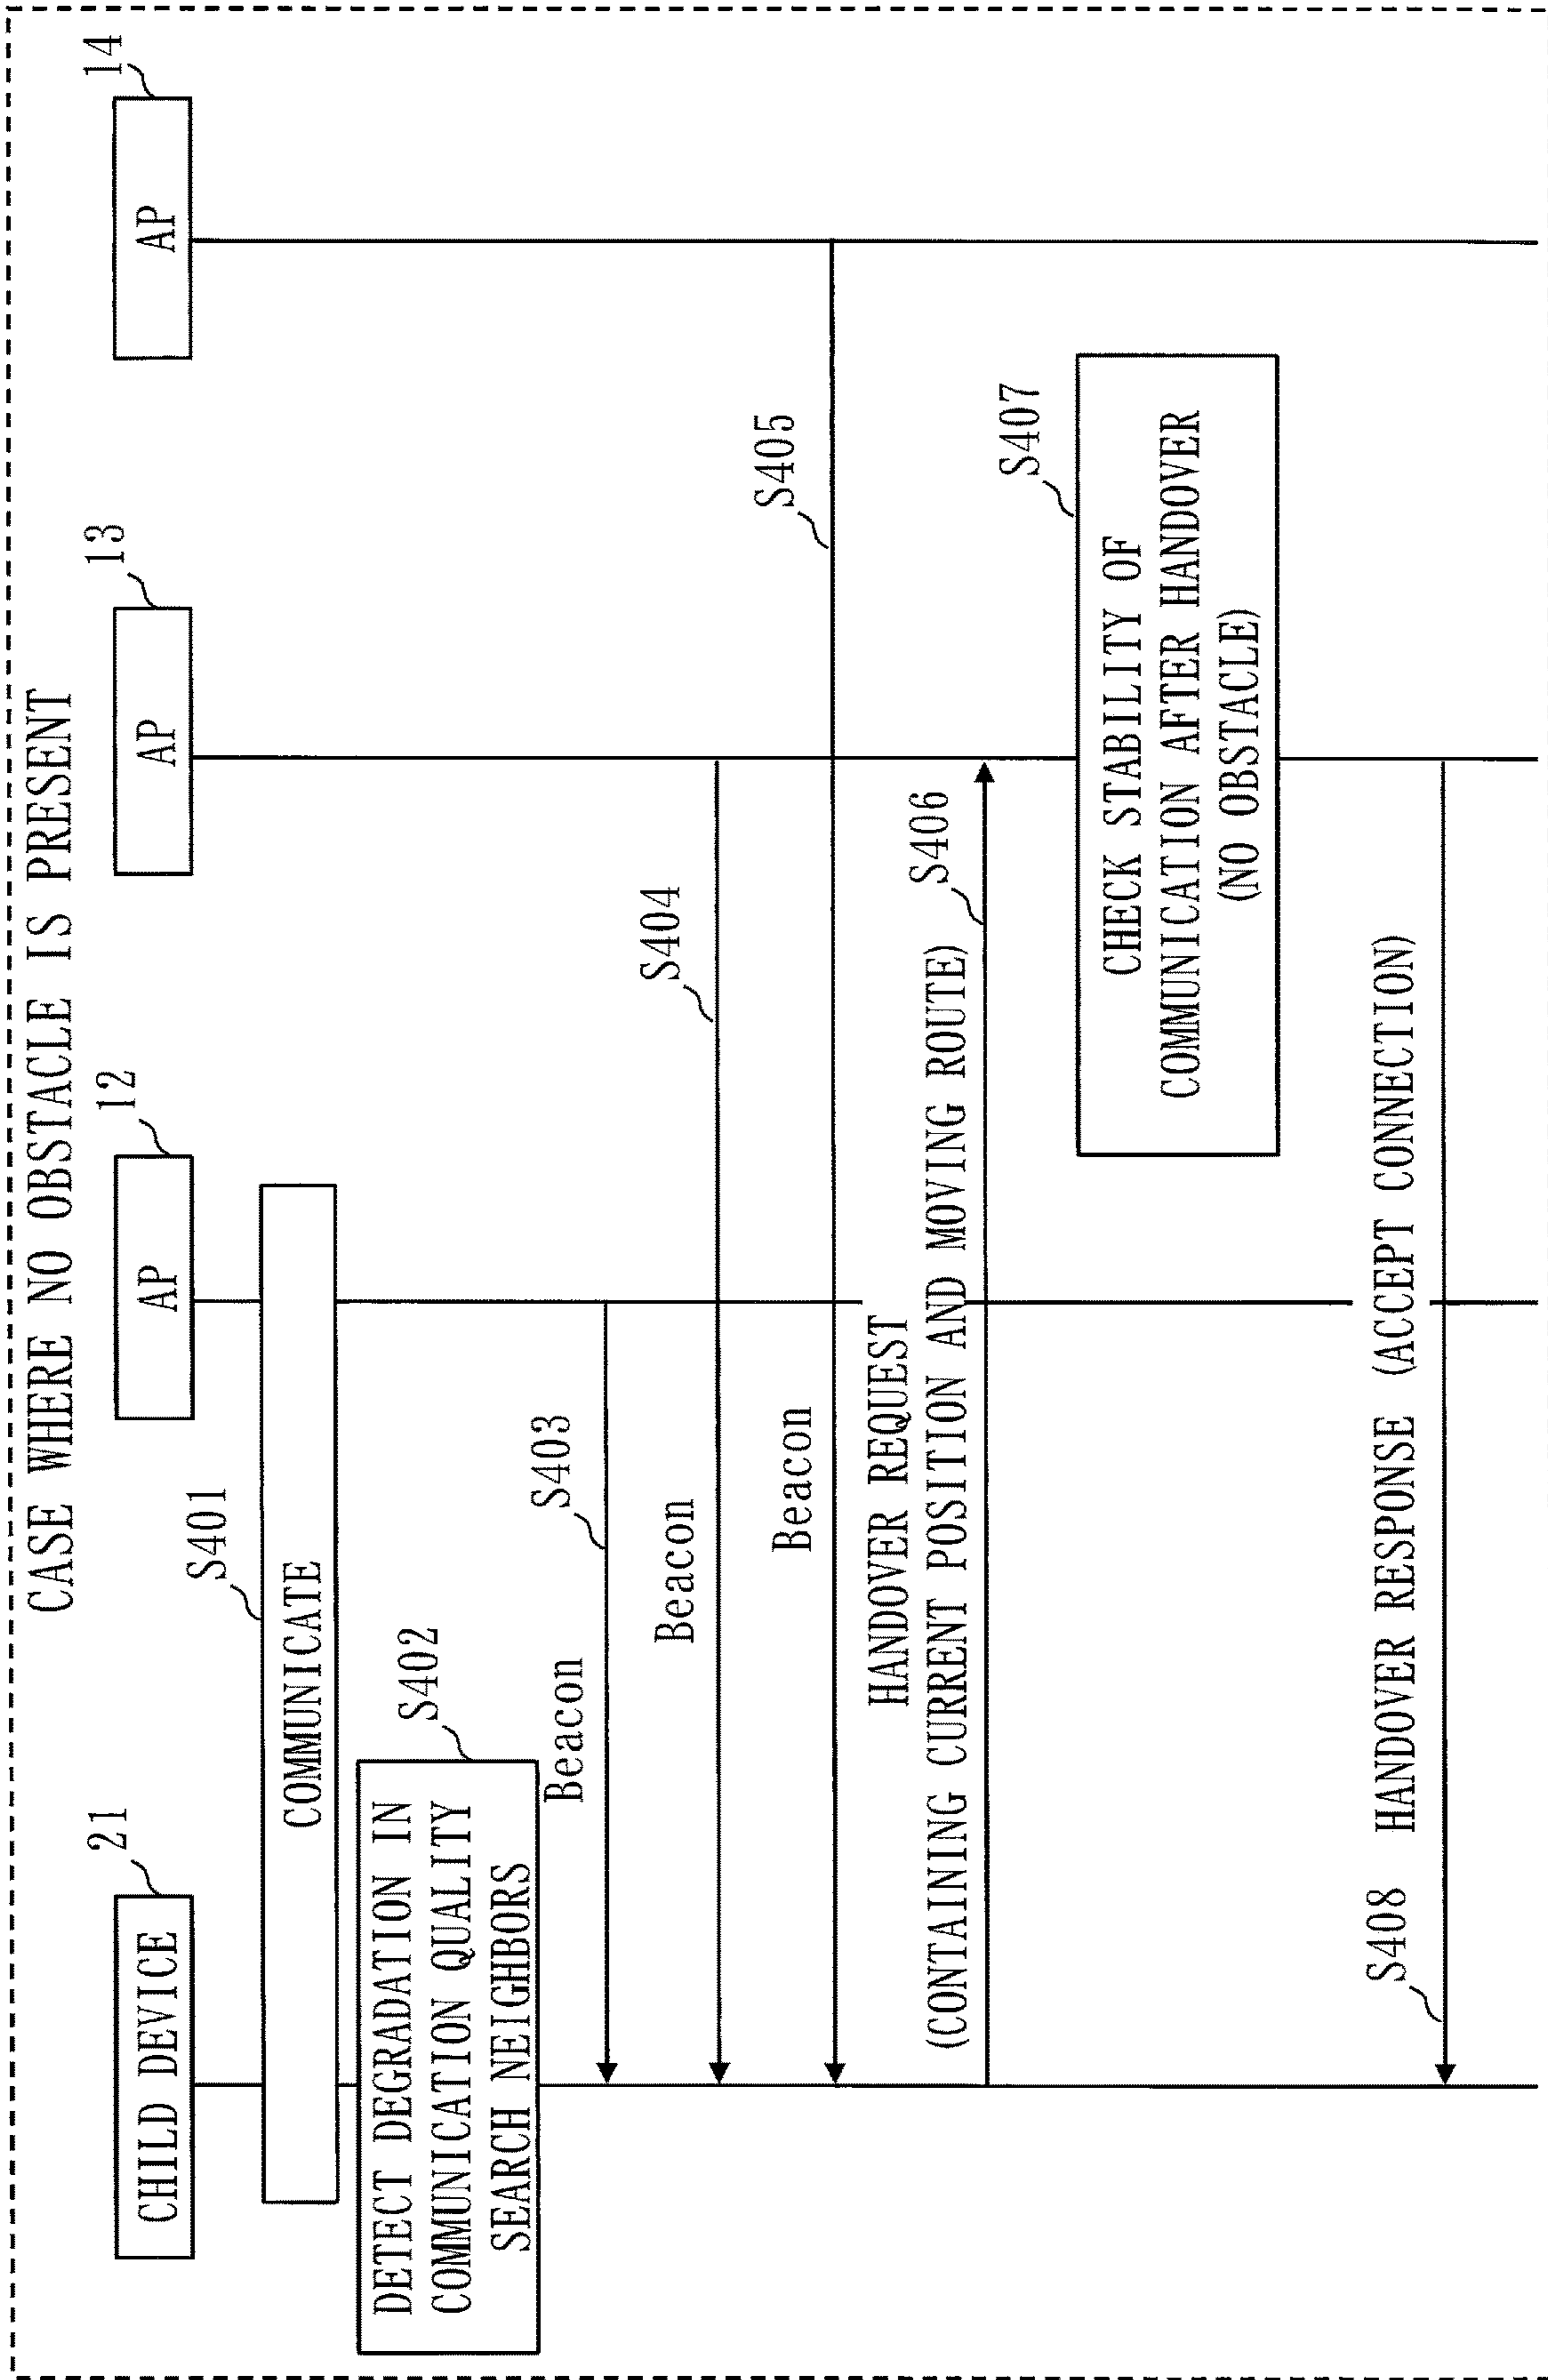 CASE WHERE NO OBSTACLE IS PRESENT
21
12
13
14
CHILD DEVICE
AP
AP
AP
S401
COMMUNICATE
S402
DETECT DEGRADATION IN
COMMUNICATION QUALITY
SEARCH NEIGHBORS
Beacon
S403
Beacon
S404
Beacon
S405
HANDOVER REQUEST
(CONTAINING CURRENT POSITION AND MOVING ROUTE)
S406
S407
CHECK STABILITY OF
COMMUNICATION AFTER HANDOVER
(NO OBSTACLE)
S408
HANDOVER RESPONSE (ACCEPT CONNECTION)